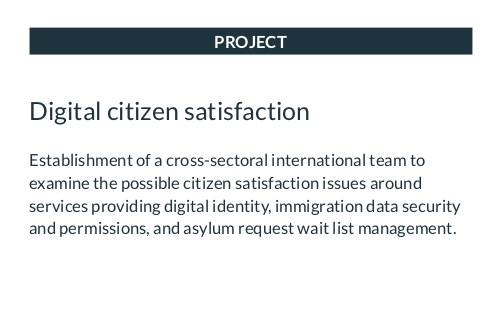 PROJECT
Digital citizen satisfaction
Establishment of a cross-sectoral international team to
examine the possible citizen satisfaction issues around
services providing digital identity, immigration data security
and permissions, and asylum request wait list management.